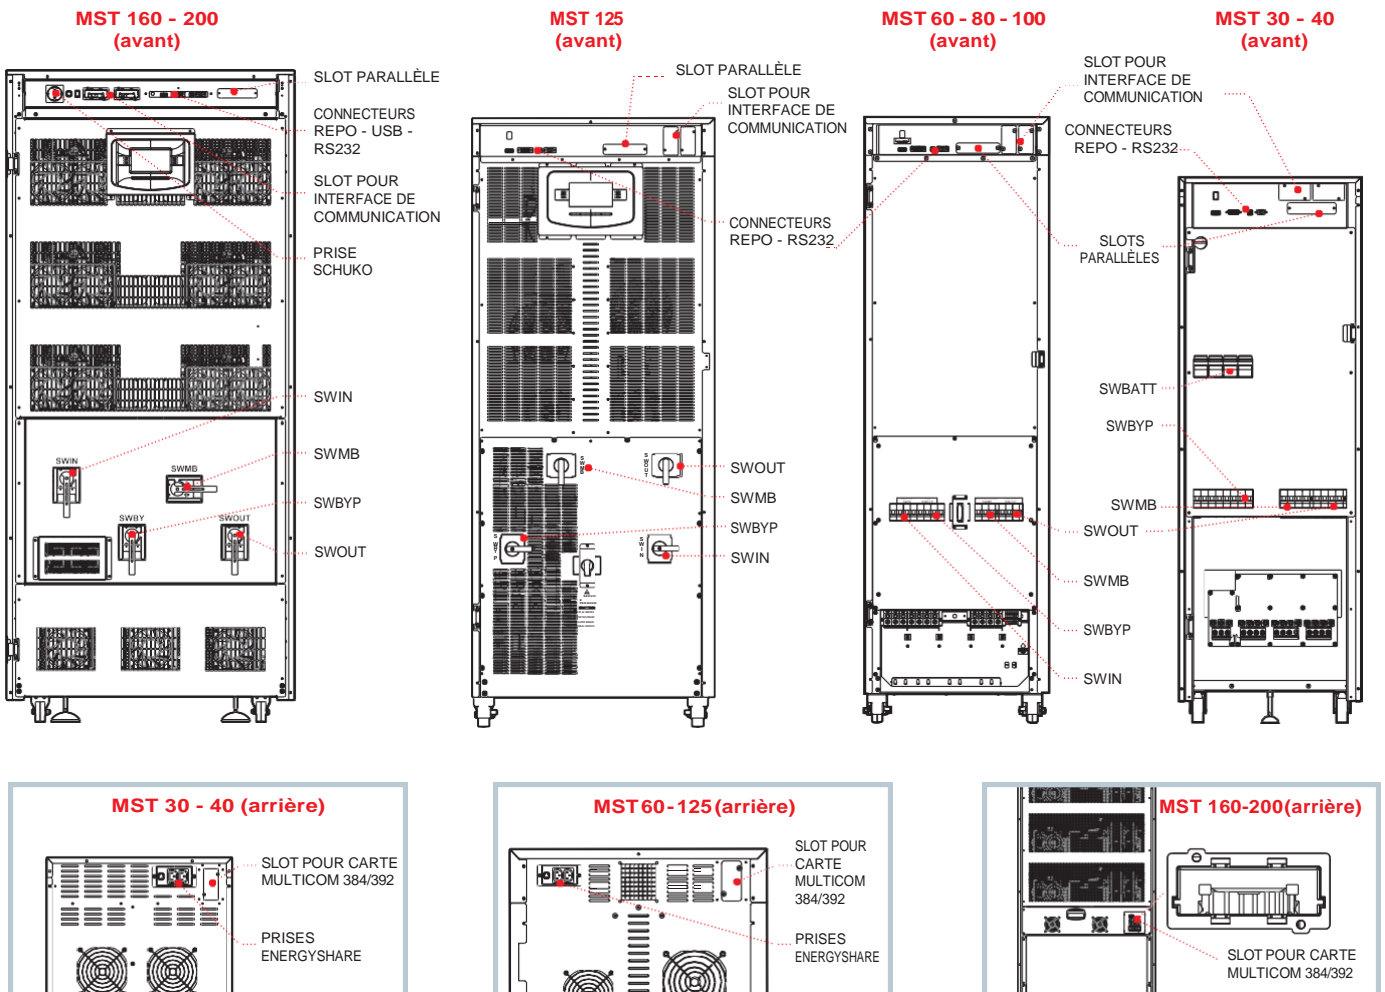 MST 160 - 200
(avant)
SLOT PARALLÈLE
CONNECTEURS
REPO - USB -
RS232
SLOT POUR
INTERFACE DE
COMMUNICATION
PRISE
SCHUKO
SWIN
SWMB
SWBYP
SWOUT
SWIN
SWMB
SWBY
SWOUT
MST 125
(avant)
SLOT PARALLÈLE
SLOT POUR
INTERFACE DE
COMMUNICATION
CONNECTEURS
REPO - RS232
SWOUT
SWMB
SWBYP
SWIN
SWMB
SWOUT
SWIN
MST 60 - 80 - 100
(avant)
SLOT POUR
INTERFACE DE
COMMUNICATION
CONNECTEURS
REPO - RS232
SLOTS
PARALLÈLES
SWBATT
SWBYP
SWMB
SWOUT
SWMB
SWBYP
SWIN
MST 30 - 40
(avant)
MST 30 - 40 (arrière)
SLOT POUR CARTE
MULTICOM 384/392
PRISES
ENERGYSHARE
MST 60 - 125 (arrière)
SLOT POUR
CARTE
MULTICOM
384/392
PRISES
ENERGYSHARE
MST 160-200 (arrière)
SLOT POUR CARTE
MULTICOM 384/392